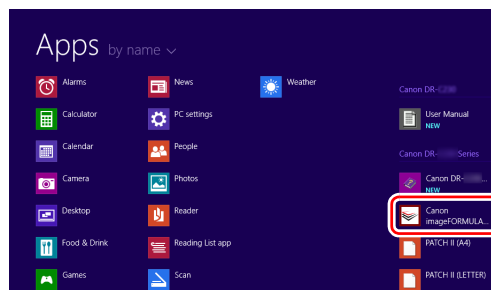 Apps by name
Alarms
Calculator
Calendar
Camera
Desktop
Food & Drink
Games
News
PC settings
People
Photos
Reader
Reading List app
Scan
Weather
Canon DR-
User Manual
NEW
Canon DR- Series
Canon DR- ...
NEW
Canon
imageFORMULA...
PATCH II (A4)
PATCH II (LETTER)